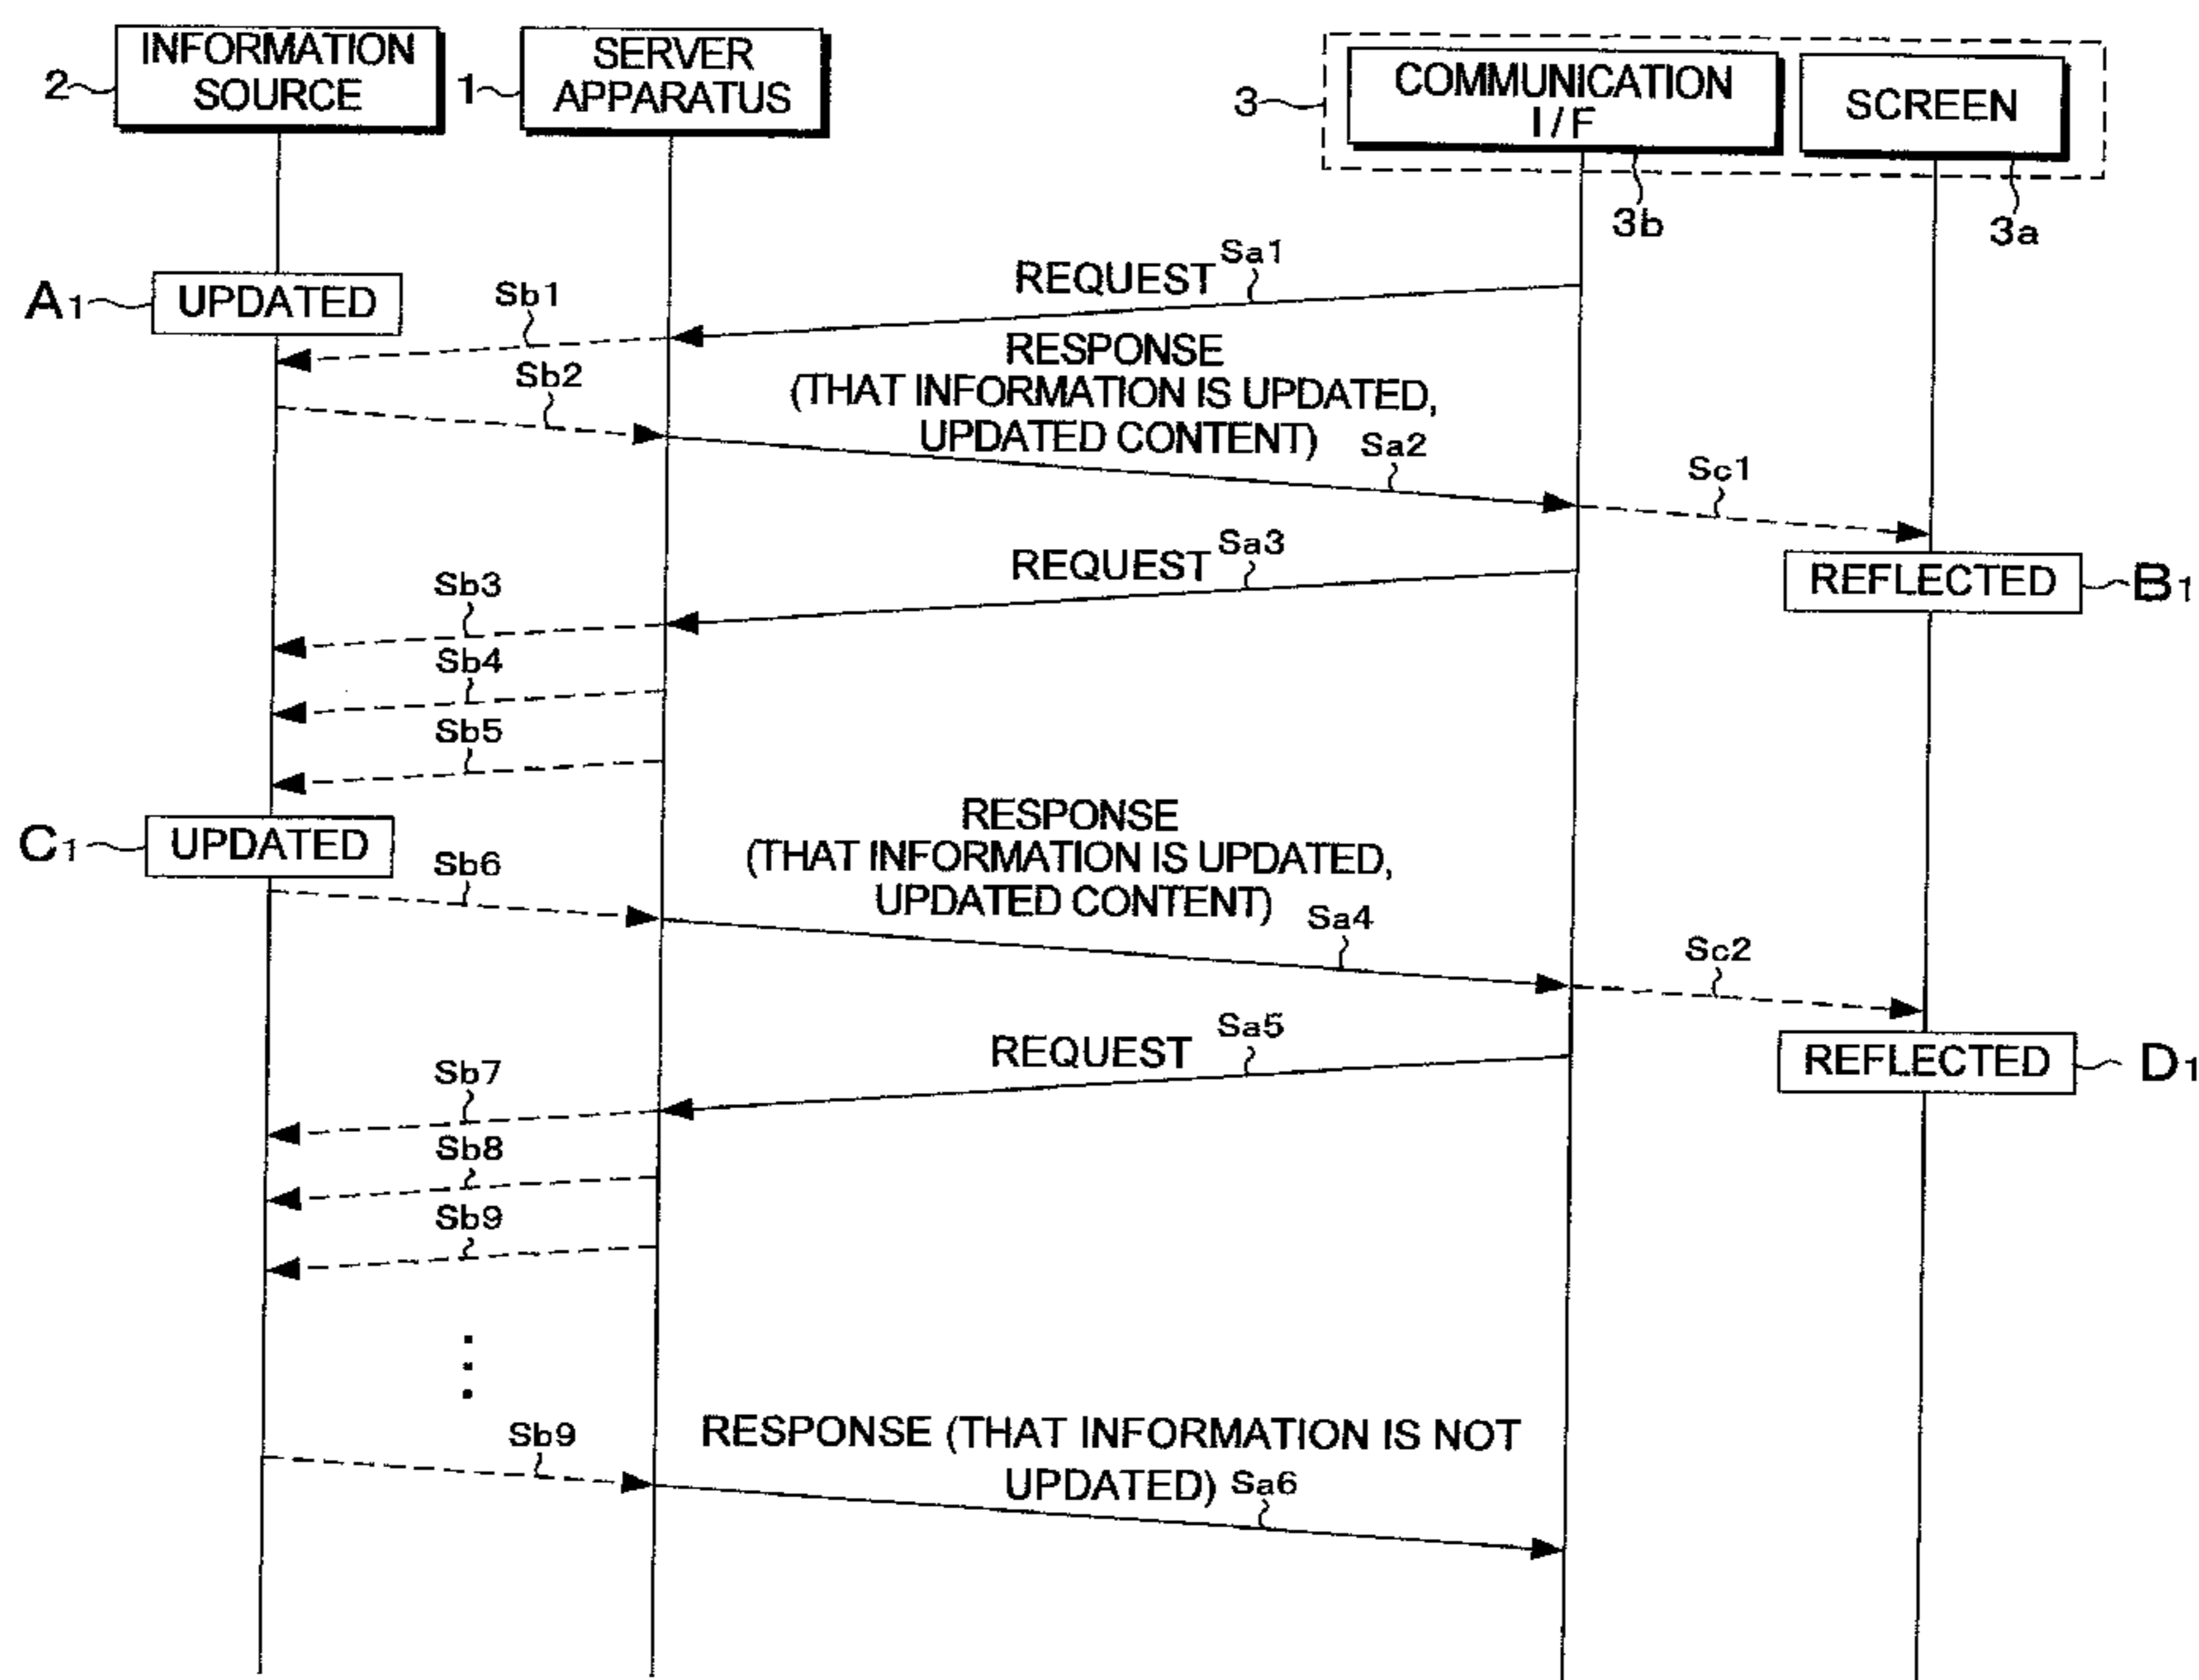 INFORMATION
SOURCE
2
SERVER
APPARATUS
1
3
COMMUNICATION
I/F
SCREEN
3b
3a
A1
UPDATED
Sb1
REQUEST
Sa1
RESPONSE
(THAT INFORMATION IS UPDATED,
UPDATED CONTENT)
Sb2
Sa2
Sc1
REQUEST
Sa3
REFLECTED
B1
Sb3
Sb4
Sb5
C1
UPDATED
RESPONSE
(THAT INFORMATION IS UPDATED,
UPDATED CONTENT)
Sb6
Sa4
Sc2
REQUEST
Sa5
REFLECTED
D1
Sb7
Sb8
Sb9
Sb9
RESPONSE (THAT INFORMATION IS NOT
UPDATED)
Sa6